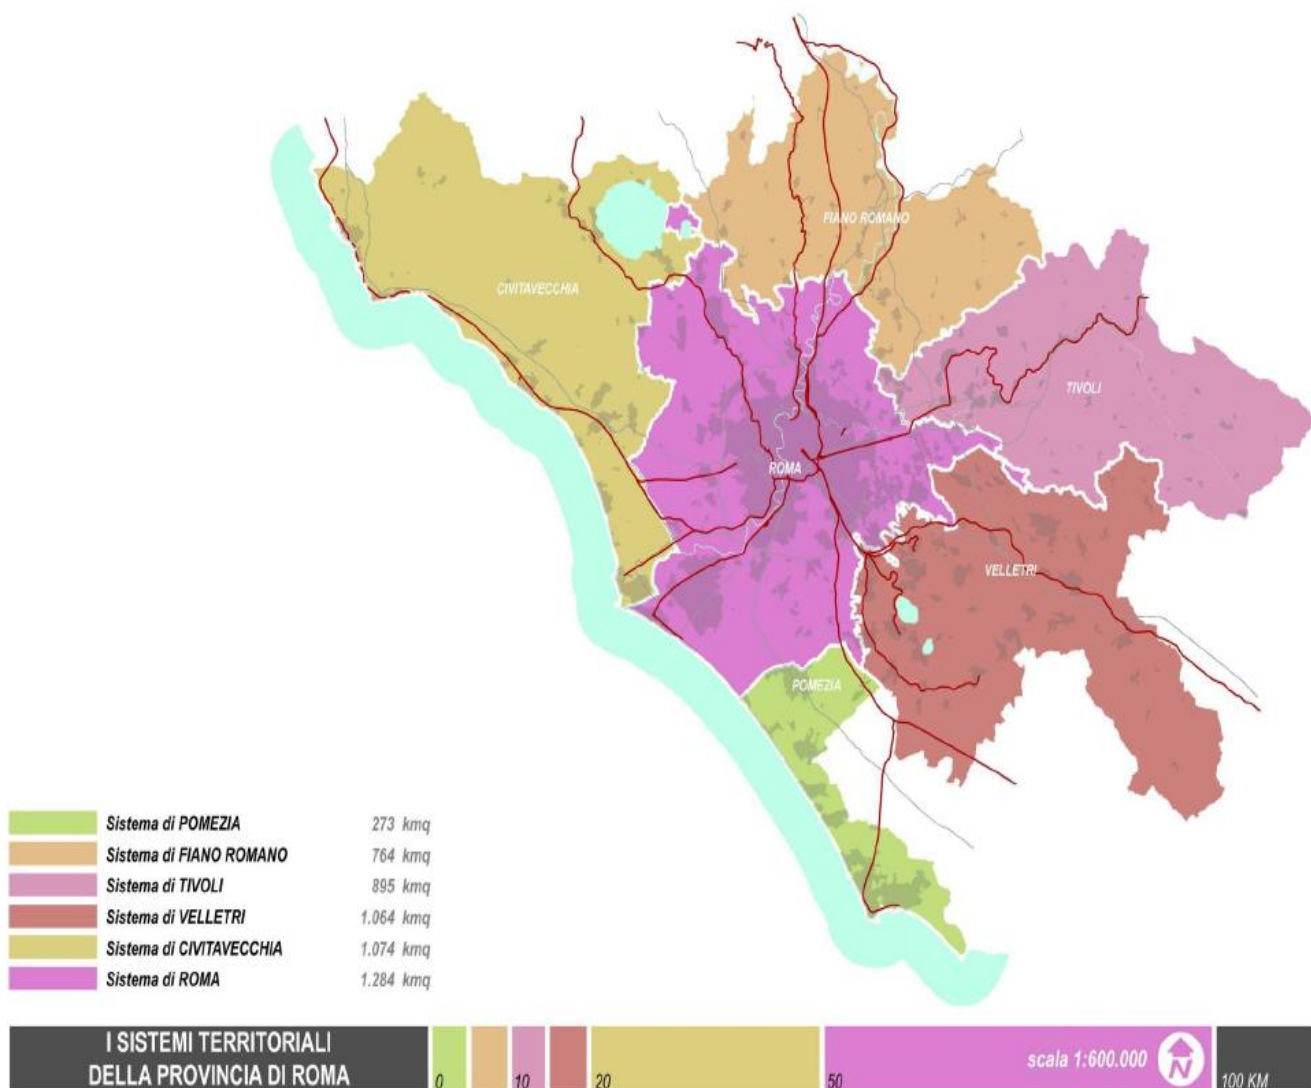 FIANO ROMANO
CIVITAVECCHIA
TIVOLI
ROMA
VELLETRI
POMEZIA
Sistema di POMEZIA 273 kmq
Sistema di FIANO ROMANO 764 kmq
Sistema di TIVOLI 895 kmq
Sistema di VELLETRI 1.064 kmq
Sistema di CIVITAVECCHIA 1.074 kmq
Sistema di ROMA 1.284 kmq
I SISTEMI TERRITORIALI
DELLA PROVINCIA DI ROMA
scala 1:600.000 N
0 10 20 50 100 KM